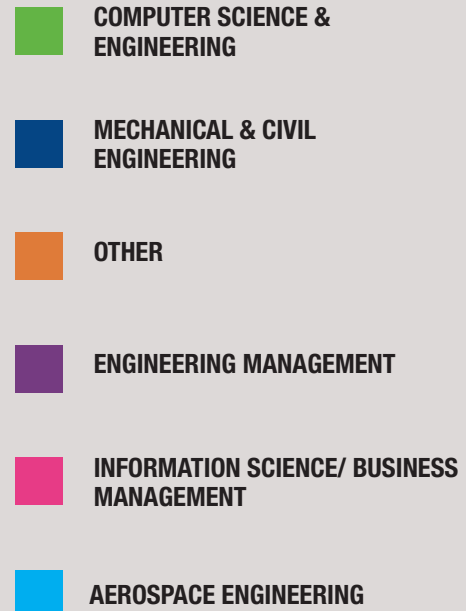 COMPUTER SCIENCE &
ENGINEERING
MECHANICAL & CIVIL
ENGINEERING
OTHER
ENGINEERING MANAGEMENT
INFORMATION SCIENCE/ BUSINESS
MANAGEMENT
AEROSPACE ENGINEERING